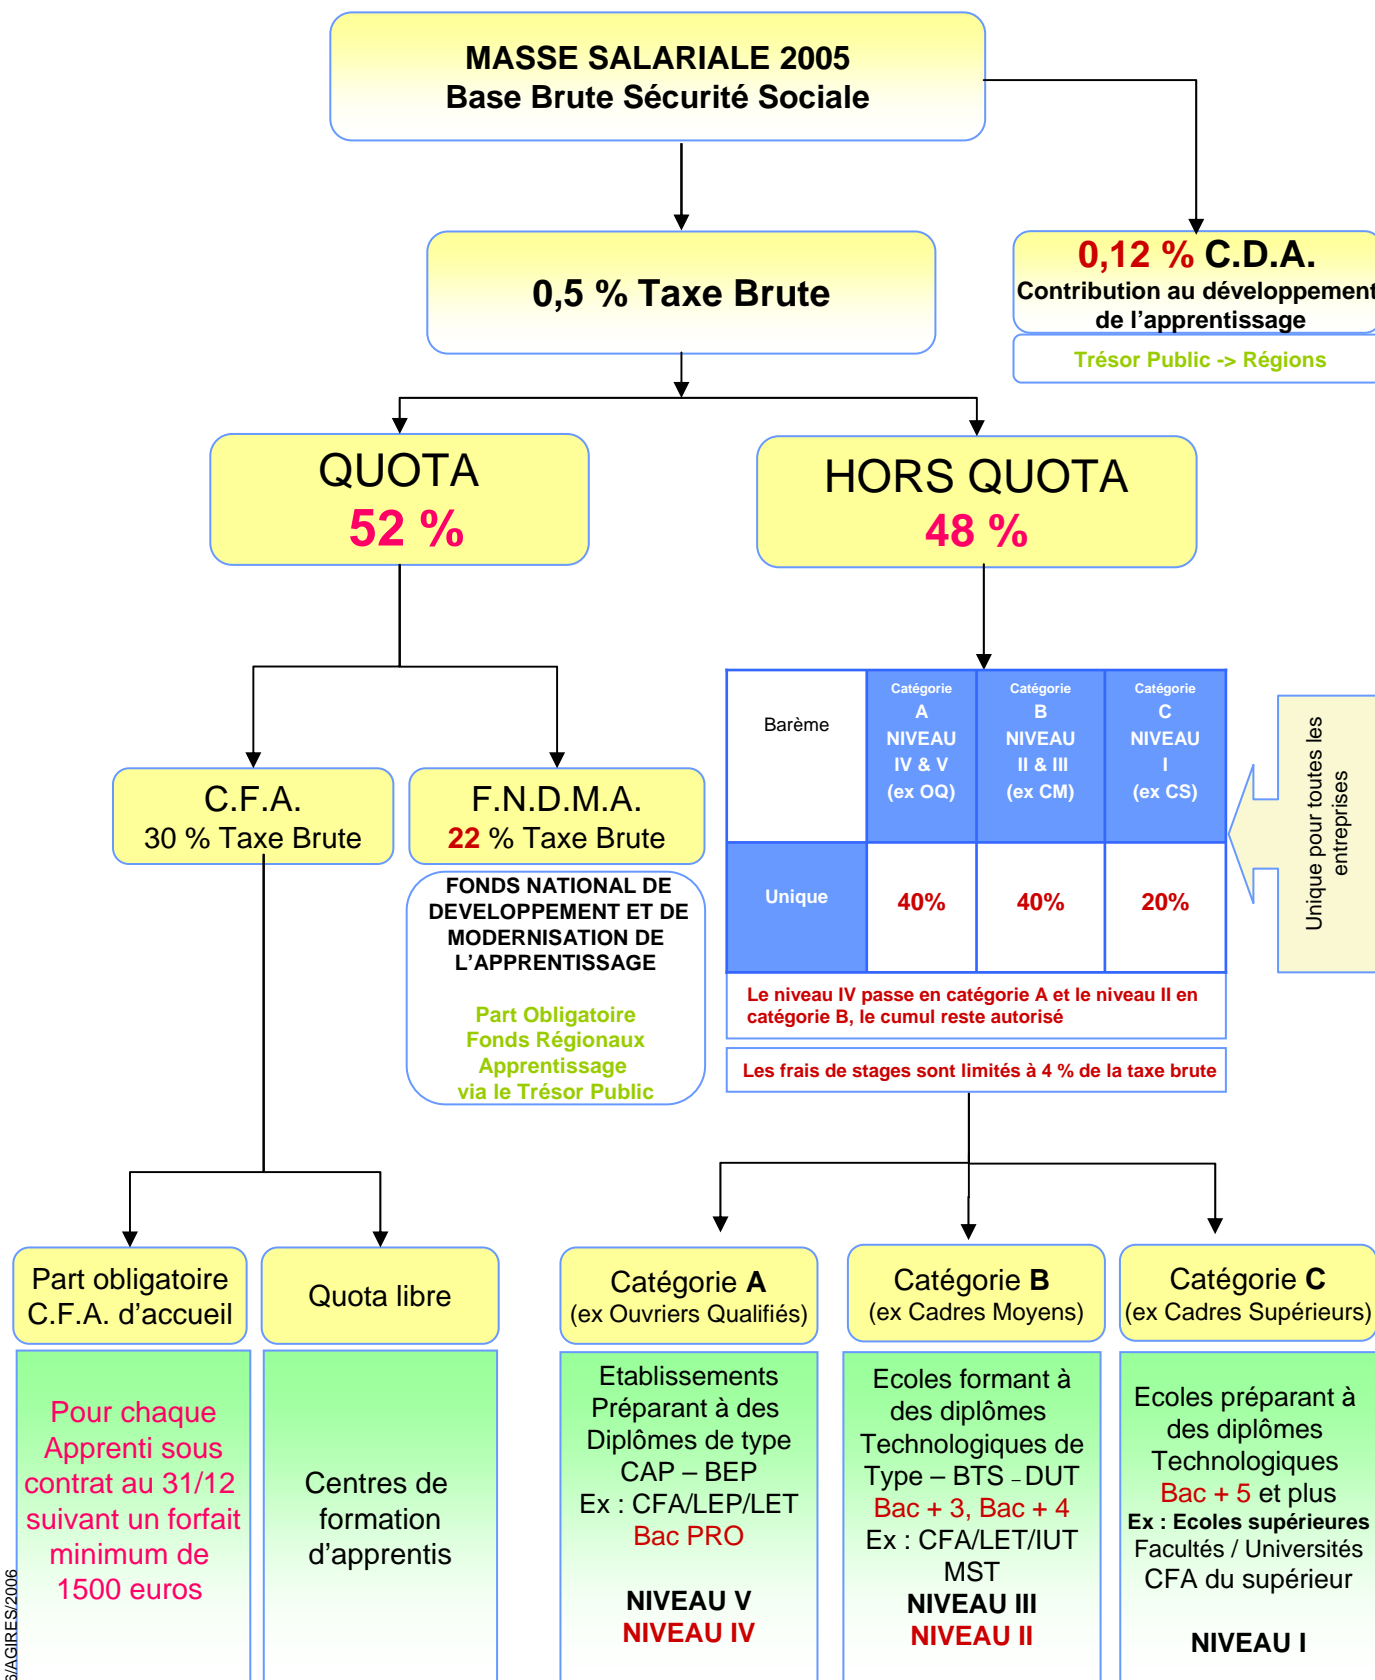 MASSE SALARIALE 2005
Base Brute Sécurité Sociale
0,5 % Taxe Brute
0,12 % C.D.A.
Contribution au développement
de l'apprentissage
Trésor Public -> Régions
QUOTA
52 %
HORS QUOTA
48 %
C.F.A.
30 % Taxe Brute
F.N.D.M.A.
22 % Taxe Brute
FONDS NATIONAL DE
DEVELOPPEMENT ET DE
MODERNISATION DE
L'APPRENTISSAGE
Part Obligatoire
Fonds Régionaux
Apprentissage
via le Trésor Public
Barème
Catégorie
A
NIVEAU
IV & V
(ex OQ)
Catégorie
B
NIVEAU
II & III
(ex CM)
Catégorie
C
NIVEAU
I
(ex CS)
Unique
40%
40%
20%
Unique pour toutes les
entreprises
Le niveau IV passe en catégorie A et le niveau II en
catégorie B, le cumul reste autorisé
Les frais de stages sont limités à 4 % de la taxe brute
Part obligatoire
C.F.A. d'accueil
Pour chaque
Apprenti sous
contrat au 31/12
suivant un forfait
minimum de
1500 euros
Quota libre
Centres de
formation
d'apprentis
Catégorie A
(ex Ouvriers Qualifiés)
Etablissements
Préparant à des
Diplômes de type
CAP – BEP
Ex : CFA/LEP/LET
Bac PRO
NIVEAU V
NIVEAU IV
Catégorie B
(ex Cadres Moyens)
Ecoles formant à
des diplômes
Technologiques de
Type – BTS – DUT
Bac + 3, Bac + 4
Ex : CFA/LET/IUT
MST
NIVEAU III
NIVEAU II
Catégorie C
(ex Cadres Supérieurs)
Ecoles préparant à
des diplômes
Technologiques
Bac + 5 et plus
Ex : Ecoles supérieures
Facultés / Universités
CFA du supérieur
NIVEAU I
/AGIRES/2006